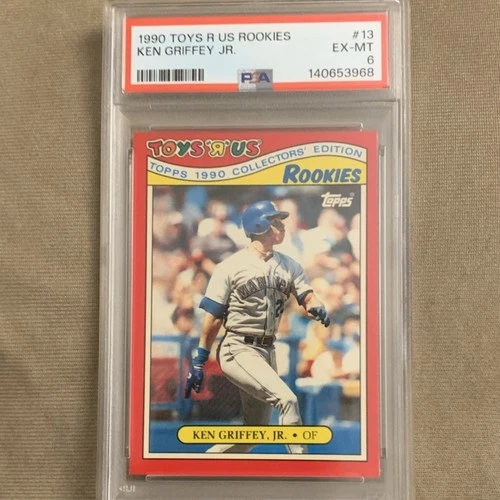 1990 TOYS R US ROOKIES #13
KEN GRIFFEY JR. EX-MT
6
PSA 140653968
TOYS "R" US
TOPPS 1990 COLLECTORS' EDITION
ROOKIES
Topps
MARINERS
KEN GRIFFEY, JR. • OF